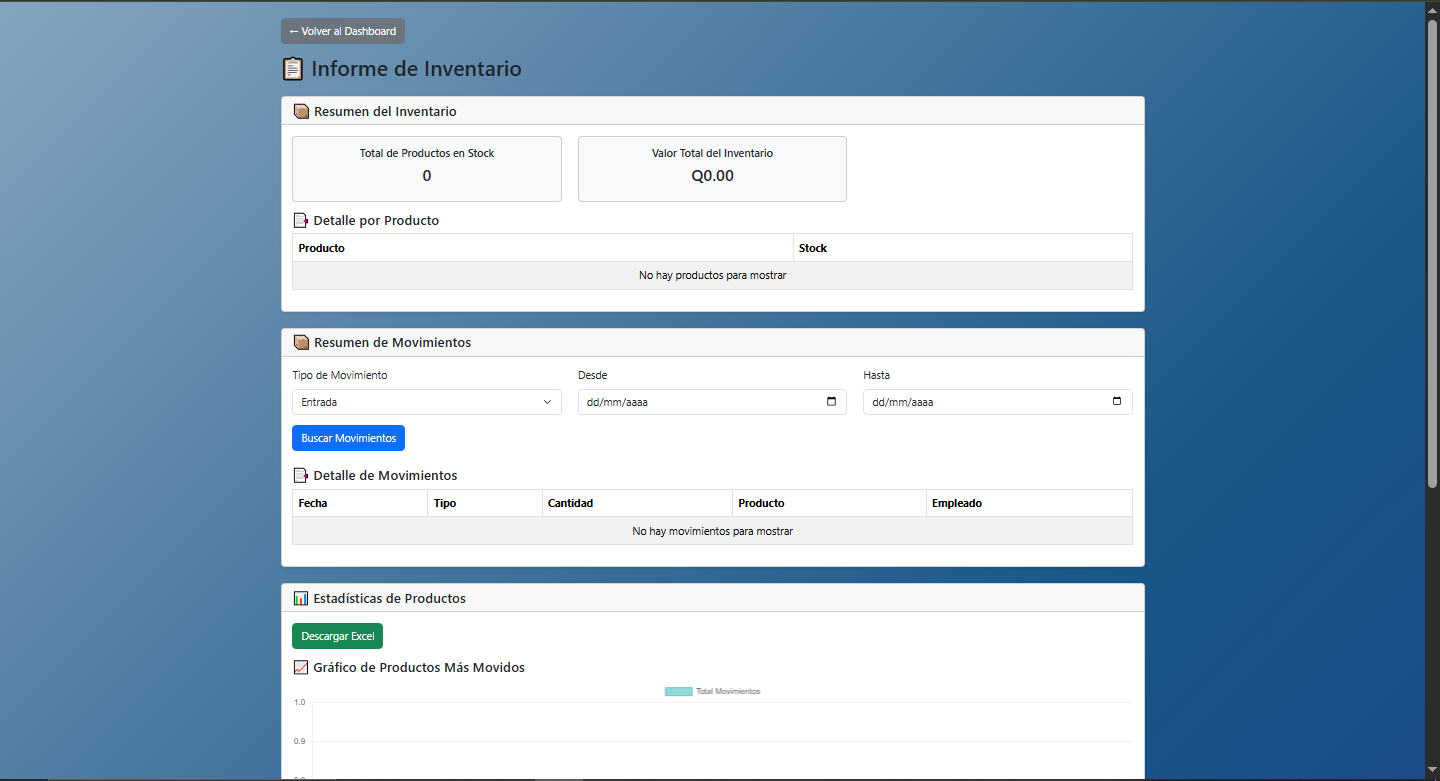 ← Volver al Dashboard
📋 Informe de Inventario
📦 Resumen del Inventario
Total de Productos en Stock
0
Valor Total del Inventario
Q0.00
📑 Detalle por Producto
Producto Stock
No hay productos para mostrar
📦 Resumen de Movimientos
Tipo de Movimiento Desde Hasta
Entrada dd/mm/aaaa dd/mm/aaaa
Buscar Movimientos
📑 Detalle de Movimientos
Fecha Tipo Cantidad Producto Empleado
No hay movimientos para mostrar
📊 Estadísticas de Productos
Descargar Excel
📈 Gráfico de Productos Más Movidos
Total Movimientos
1.0
0.9